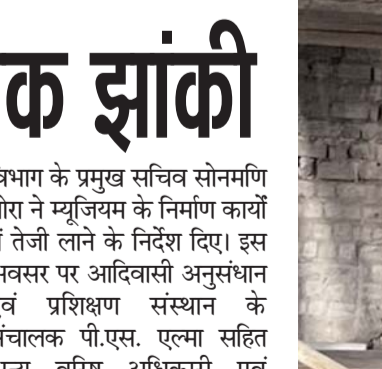 क झांकी
विभाग के प्रमुख सचिव सोनमणि
ोरा ने म्यूजियम के निर्माण कार्यों
तेजी लाने के निर्देश दिए। इस
अवसर पर आदिवासी अनुसंधान
एवं प्रशिक्षण संस्थान के
संचालक पी.एस. एल्मा सहित